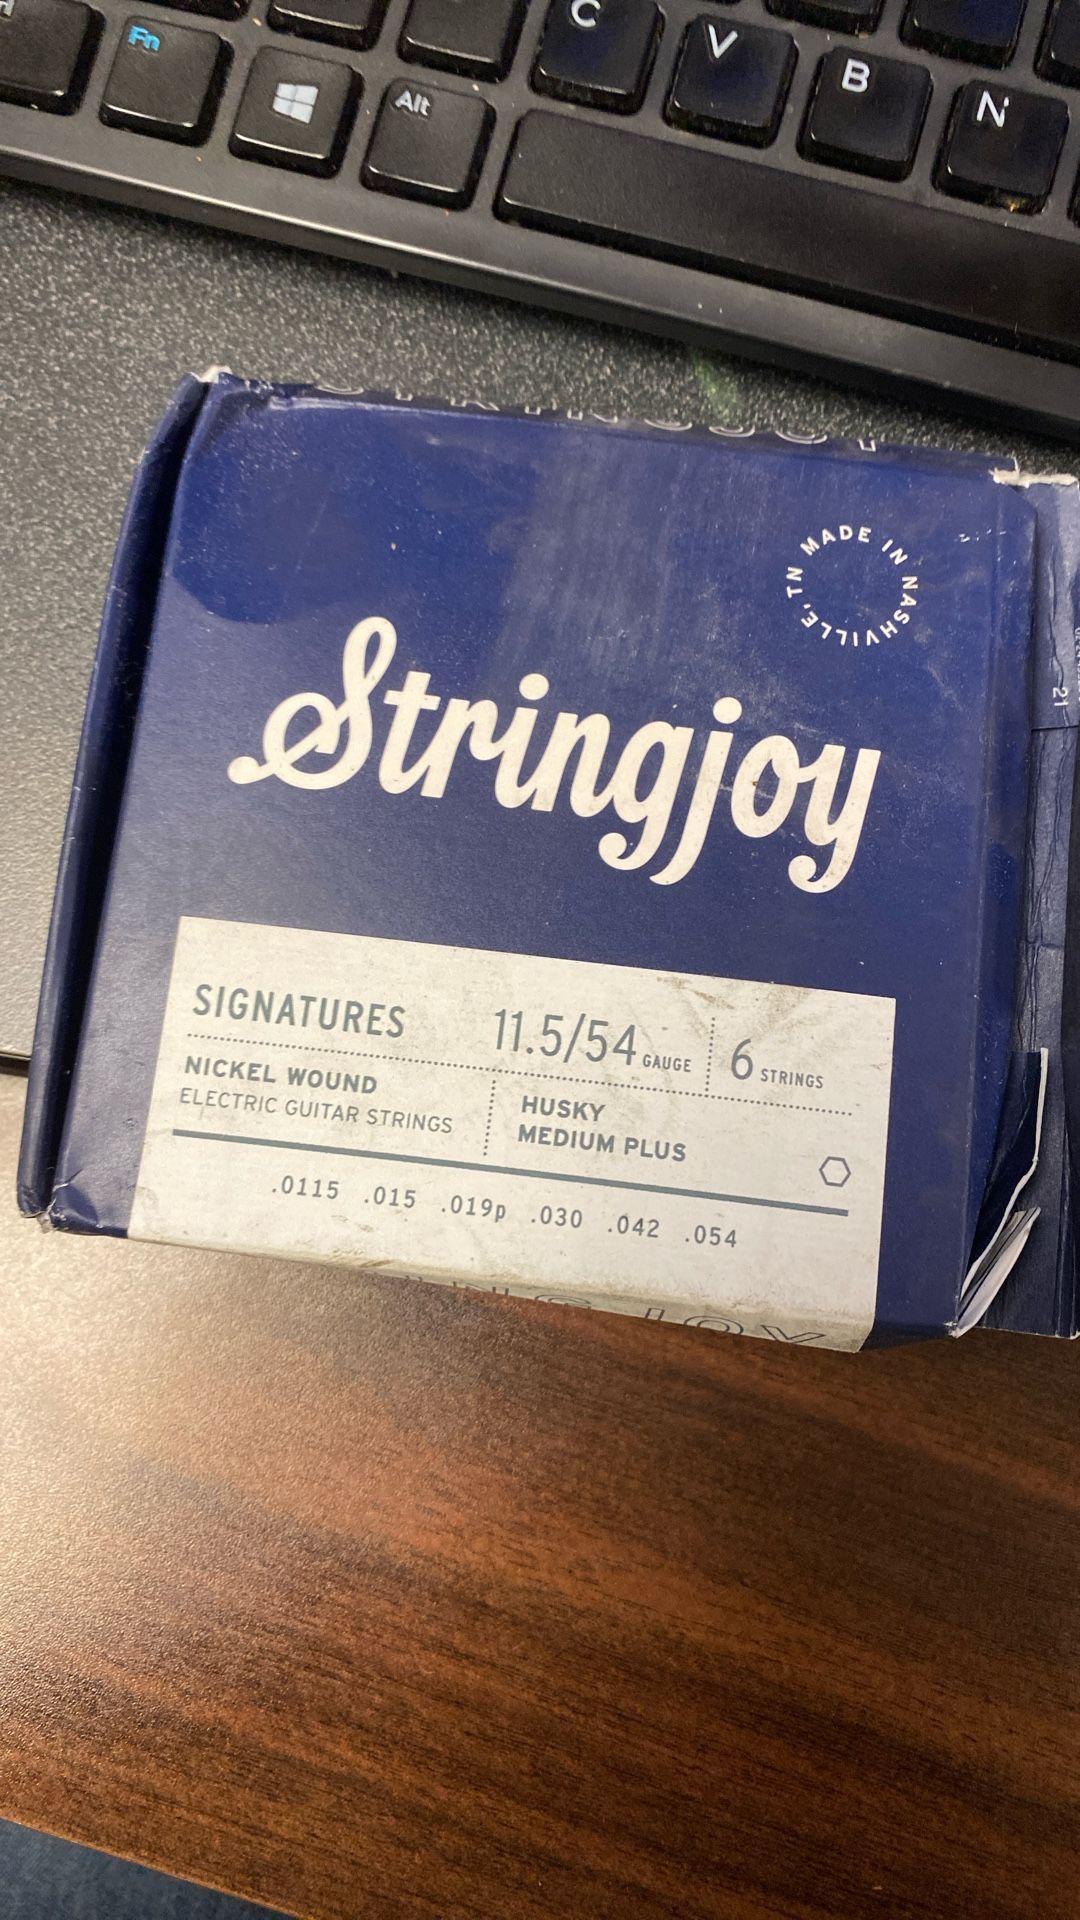 Fn
Alt
C
V
B
N
MADE IN NASHVILLE, TN
21
Stringjoy
SIGNATURES
11.5/54 GAUGE
6 STRINGS
NICKEL WOUND
ELECTRIC GUITAR STRINGS
HUSKY
MEDIUM PLUS
.0115 .015 .019p .030 .042 .054